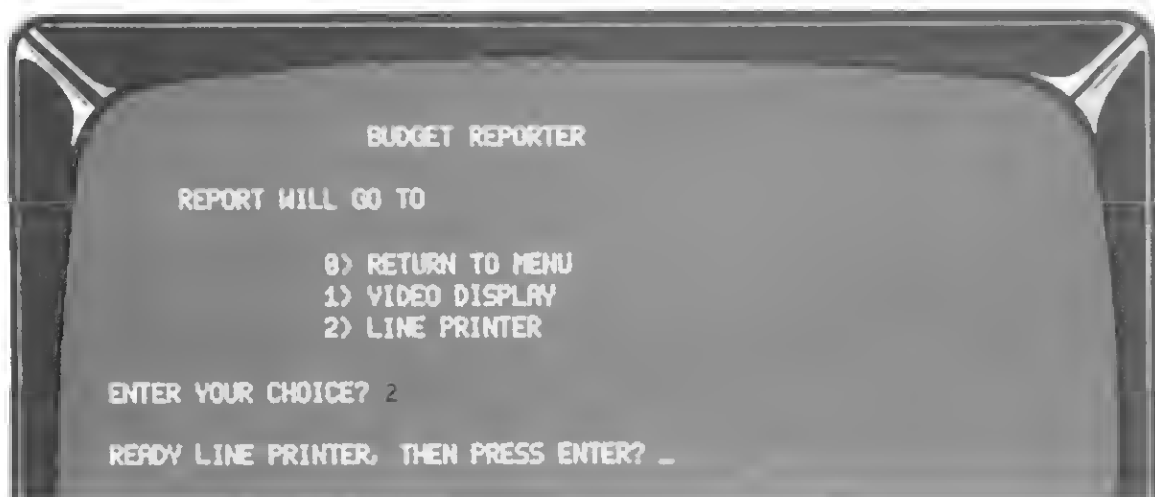 BUDGET REPORTER
REPORT WILL GO TO
0) RETURN TO MENU
1) VIDEO DISPLAY
2) LINE PRINTER
ENTER YOUR CHOICE? 2
READY LINE PRINTER, THEN PRESS ENTER? _